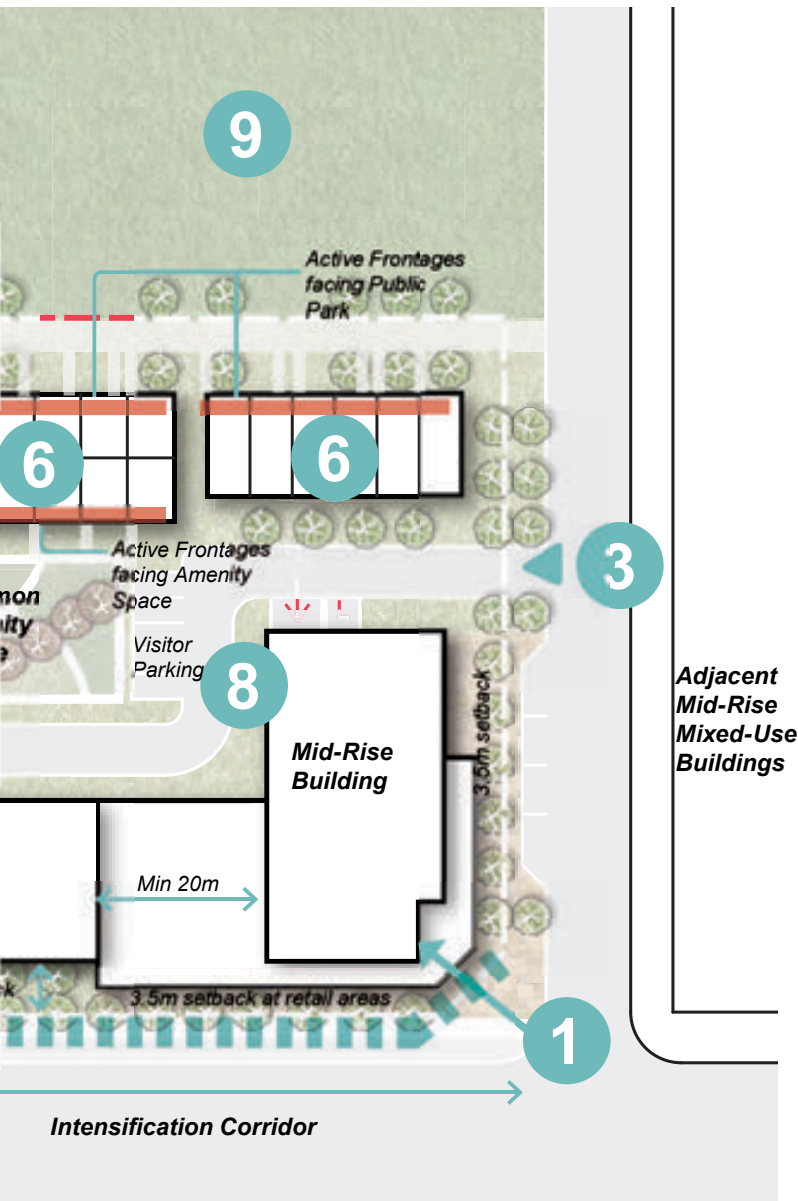 9
Active Frontages
facing Public
Park
6
6
Active Frontages
facing Amenity
Space
3
Visitor
Parking
8
3.5m setback
Adjacent
Mid-Rise
Mixed-Use
Buildings
Mid-Rise
Building
Min 20m
3.5m setback at retail areas
1
Intensification Corridor